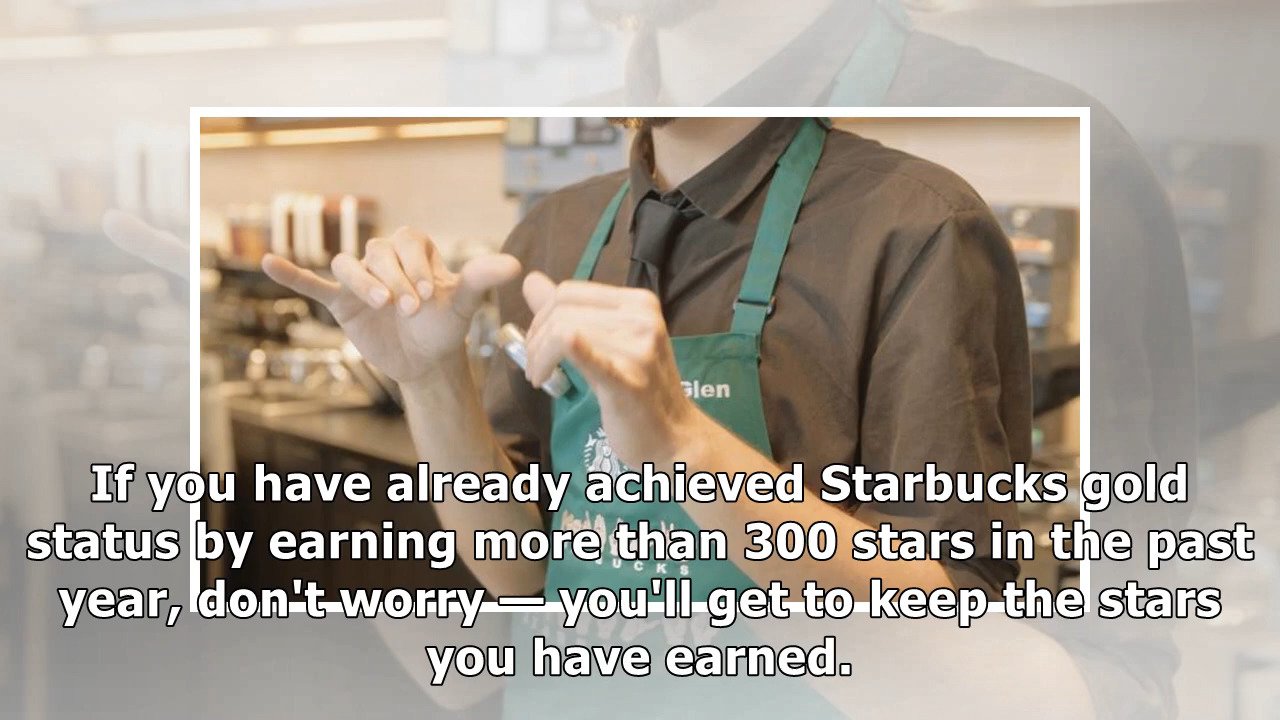 Glen
If you have already achieved Starbucks gold
status by earning more than 300 stars in the past
year, don't worry — you'll get to keep the stars
you have earned.